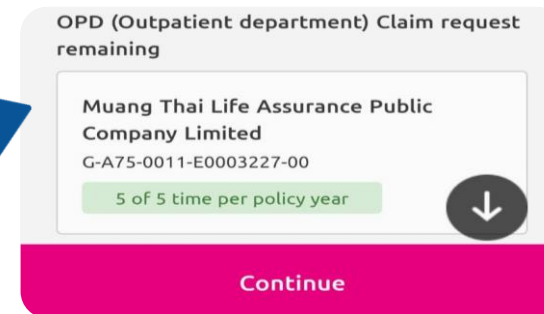 OPD (Outpatient department) Claim request
remaining
Muang Thai Life Assurance Public
Company Limited
G-A75-0011-E0003227-00
5 of 5 time per policy year
Continue